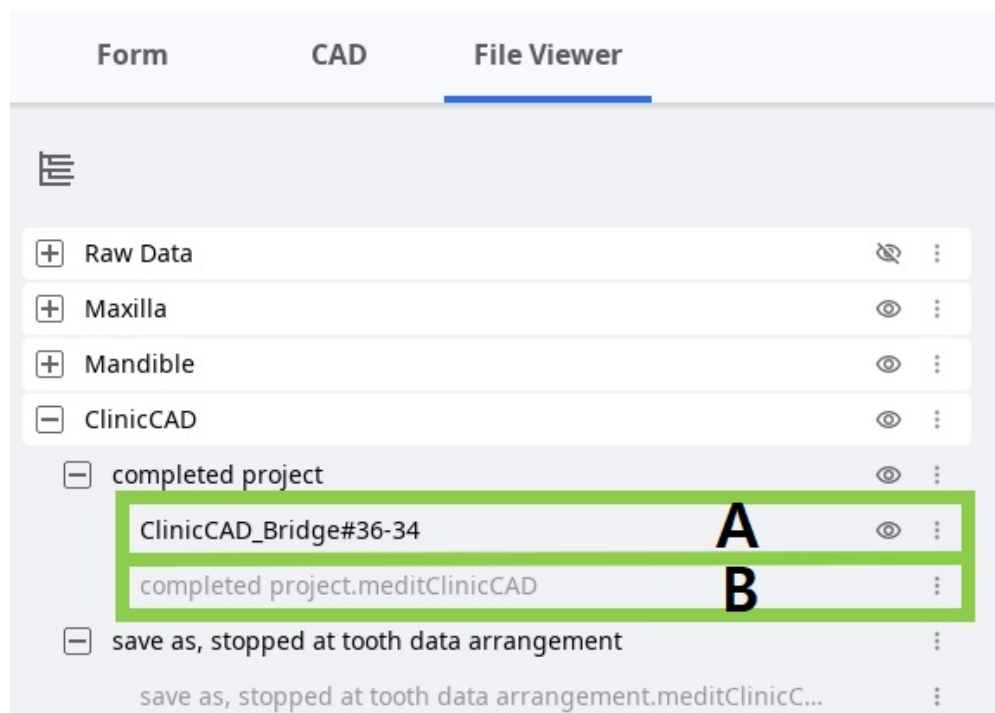 Form CAD File Viewer
Raw Data
Maxilla
Mandible
ClinicCAD
completed project
ClinicCAD_Bridge#36-34 A
completed project.meditClinicCAD B
save as, stopped at tooth data arrangement
save as, stopped at tooth data arrangement.meditClinicC...